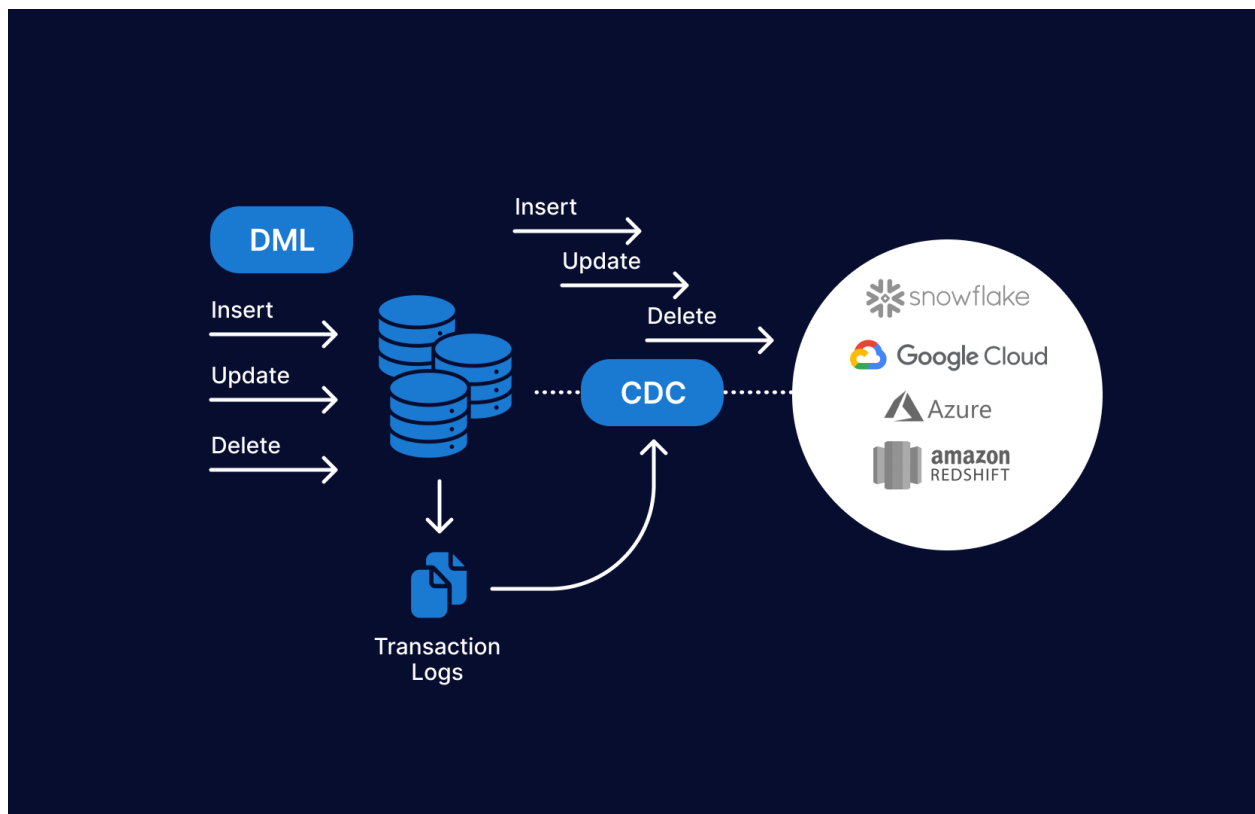 DML
Insert
Update
Delete
Insert
Update
Delete
CDC
Transaction
Logs
snowflake
Google Cloud
Azure
amazon
REDSHIFT